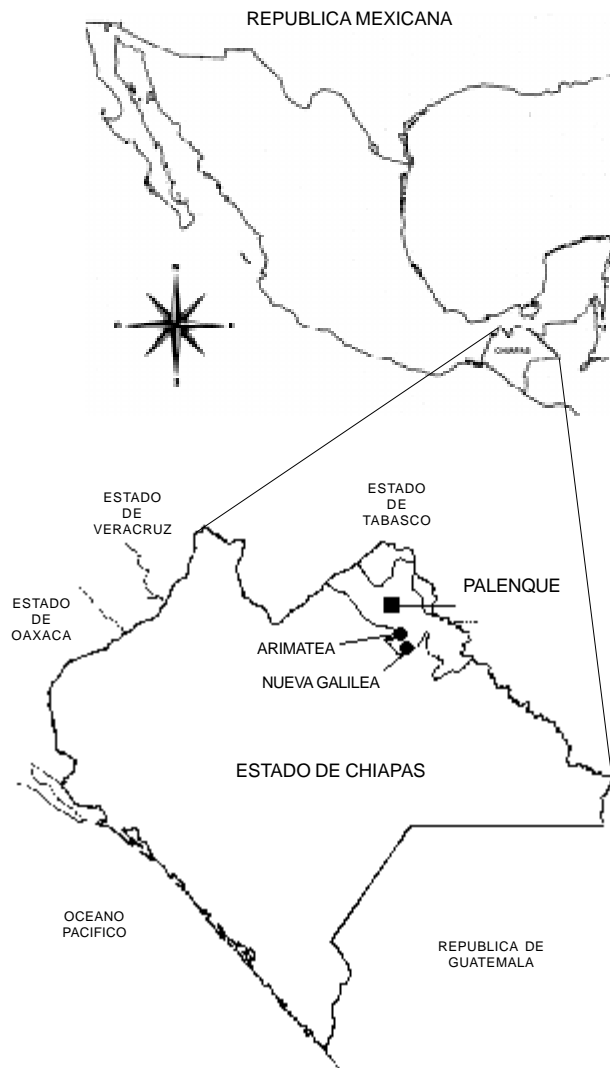 REPUBLICA MEXICANA
CHIAPAS
ESTADO
DE
VERACRUZ
ESTADO
DE
TABASCO
PALENQUE
ESTADO
DE
OAXACA
ARIMATEA
NUEVA GALILEA
ESTADO DE CHIAPAS
OCEANO
PACIFICO
REPUBLICA DE
GUATEMALA